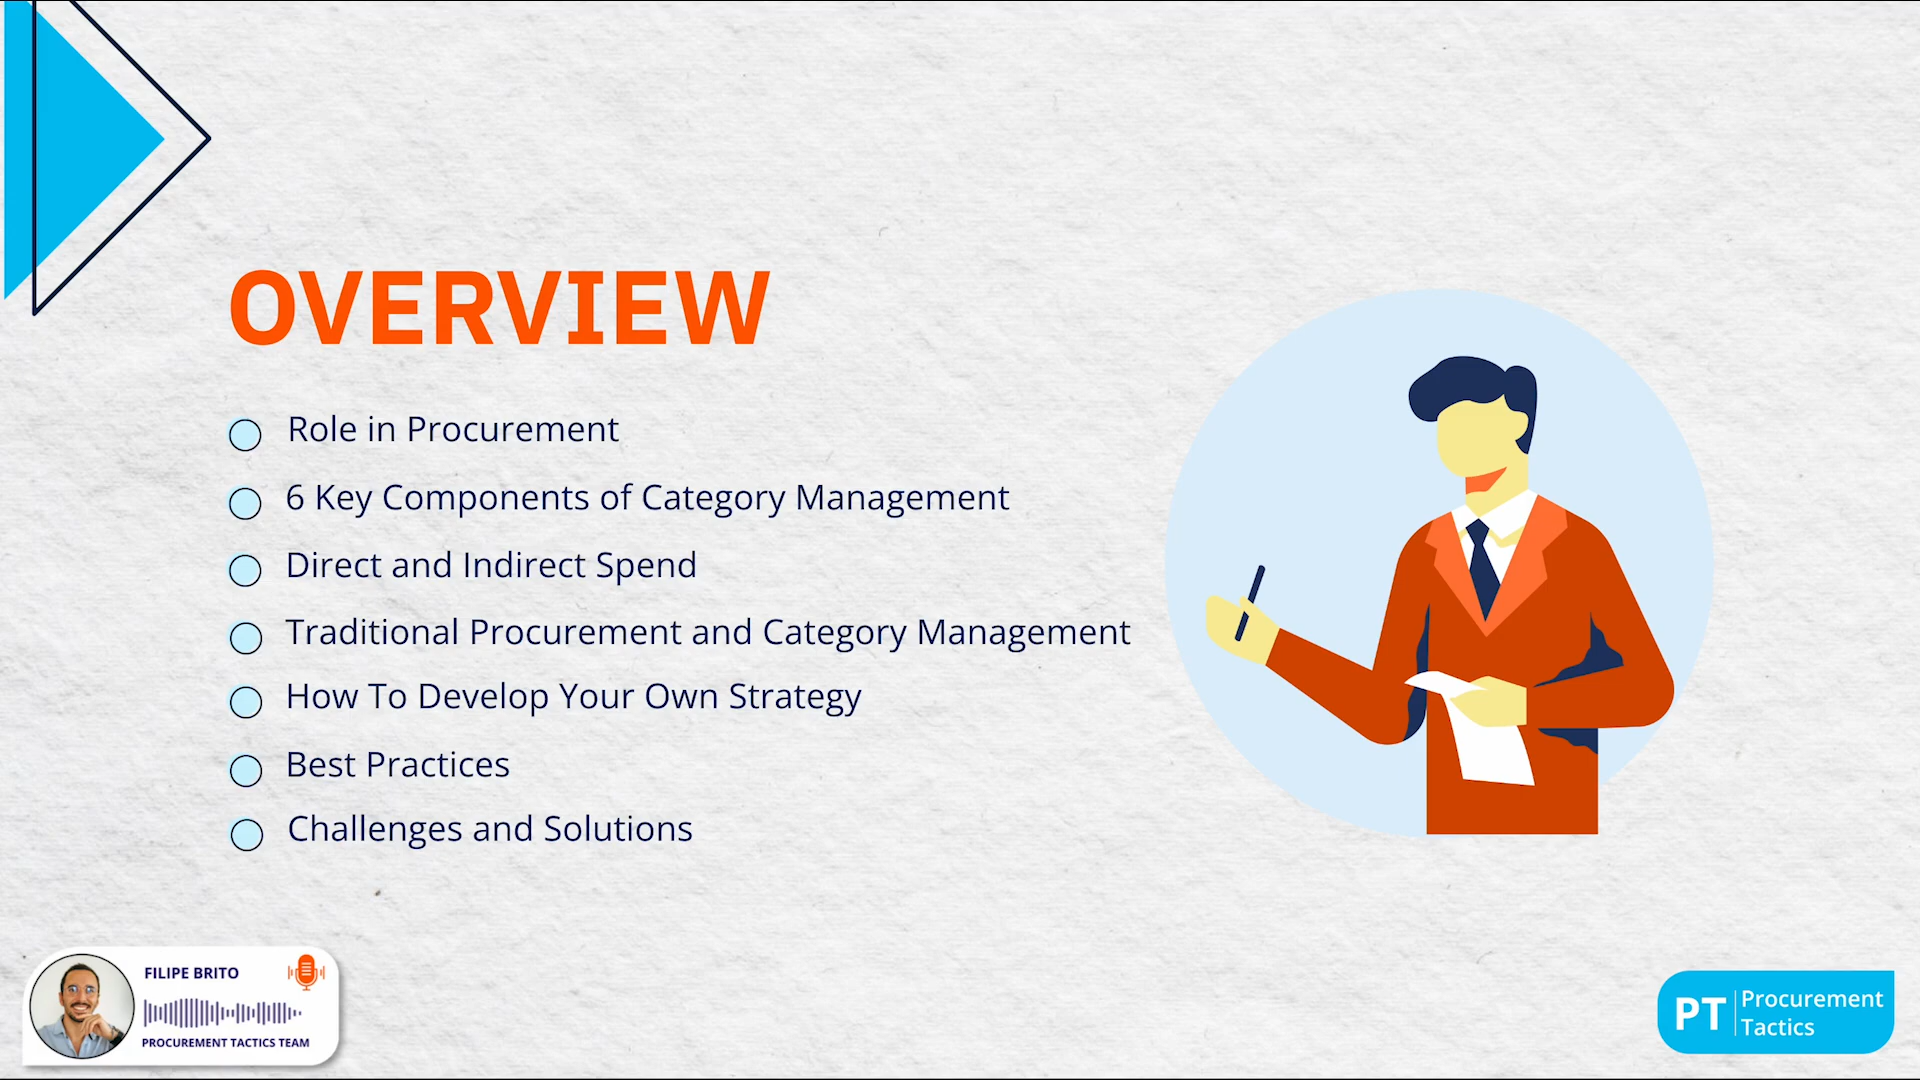 OVERVIEW
Role in Procurement
6 Key Components of Category Management
Direct and Indirect Spend
Traditional Procurement and Category Management
How To Develop Your Own Strategy
Best Practices
Challenges and Solutions
FILIPE BRITO
PROCUREMENT TACTICS TEAM
PT Procurement
Tactics